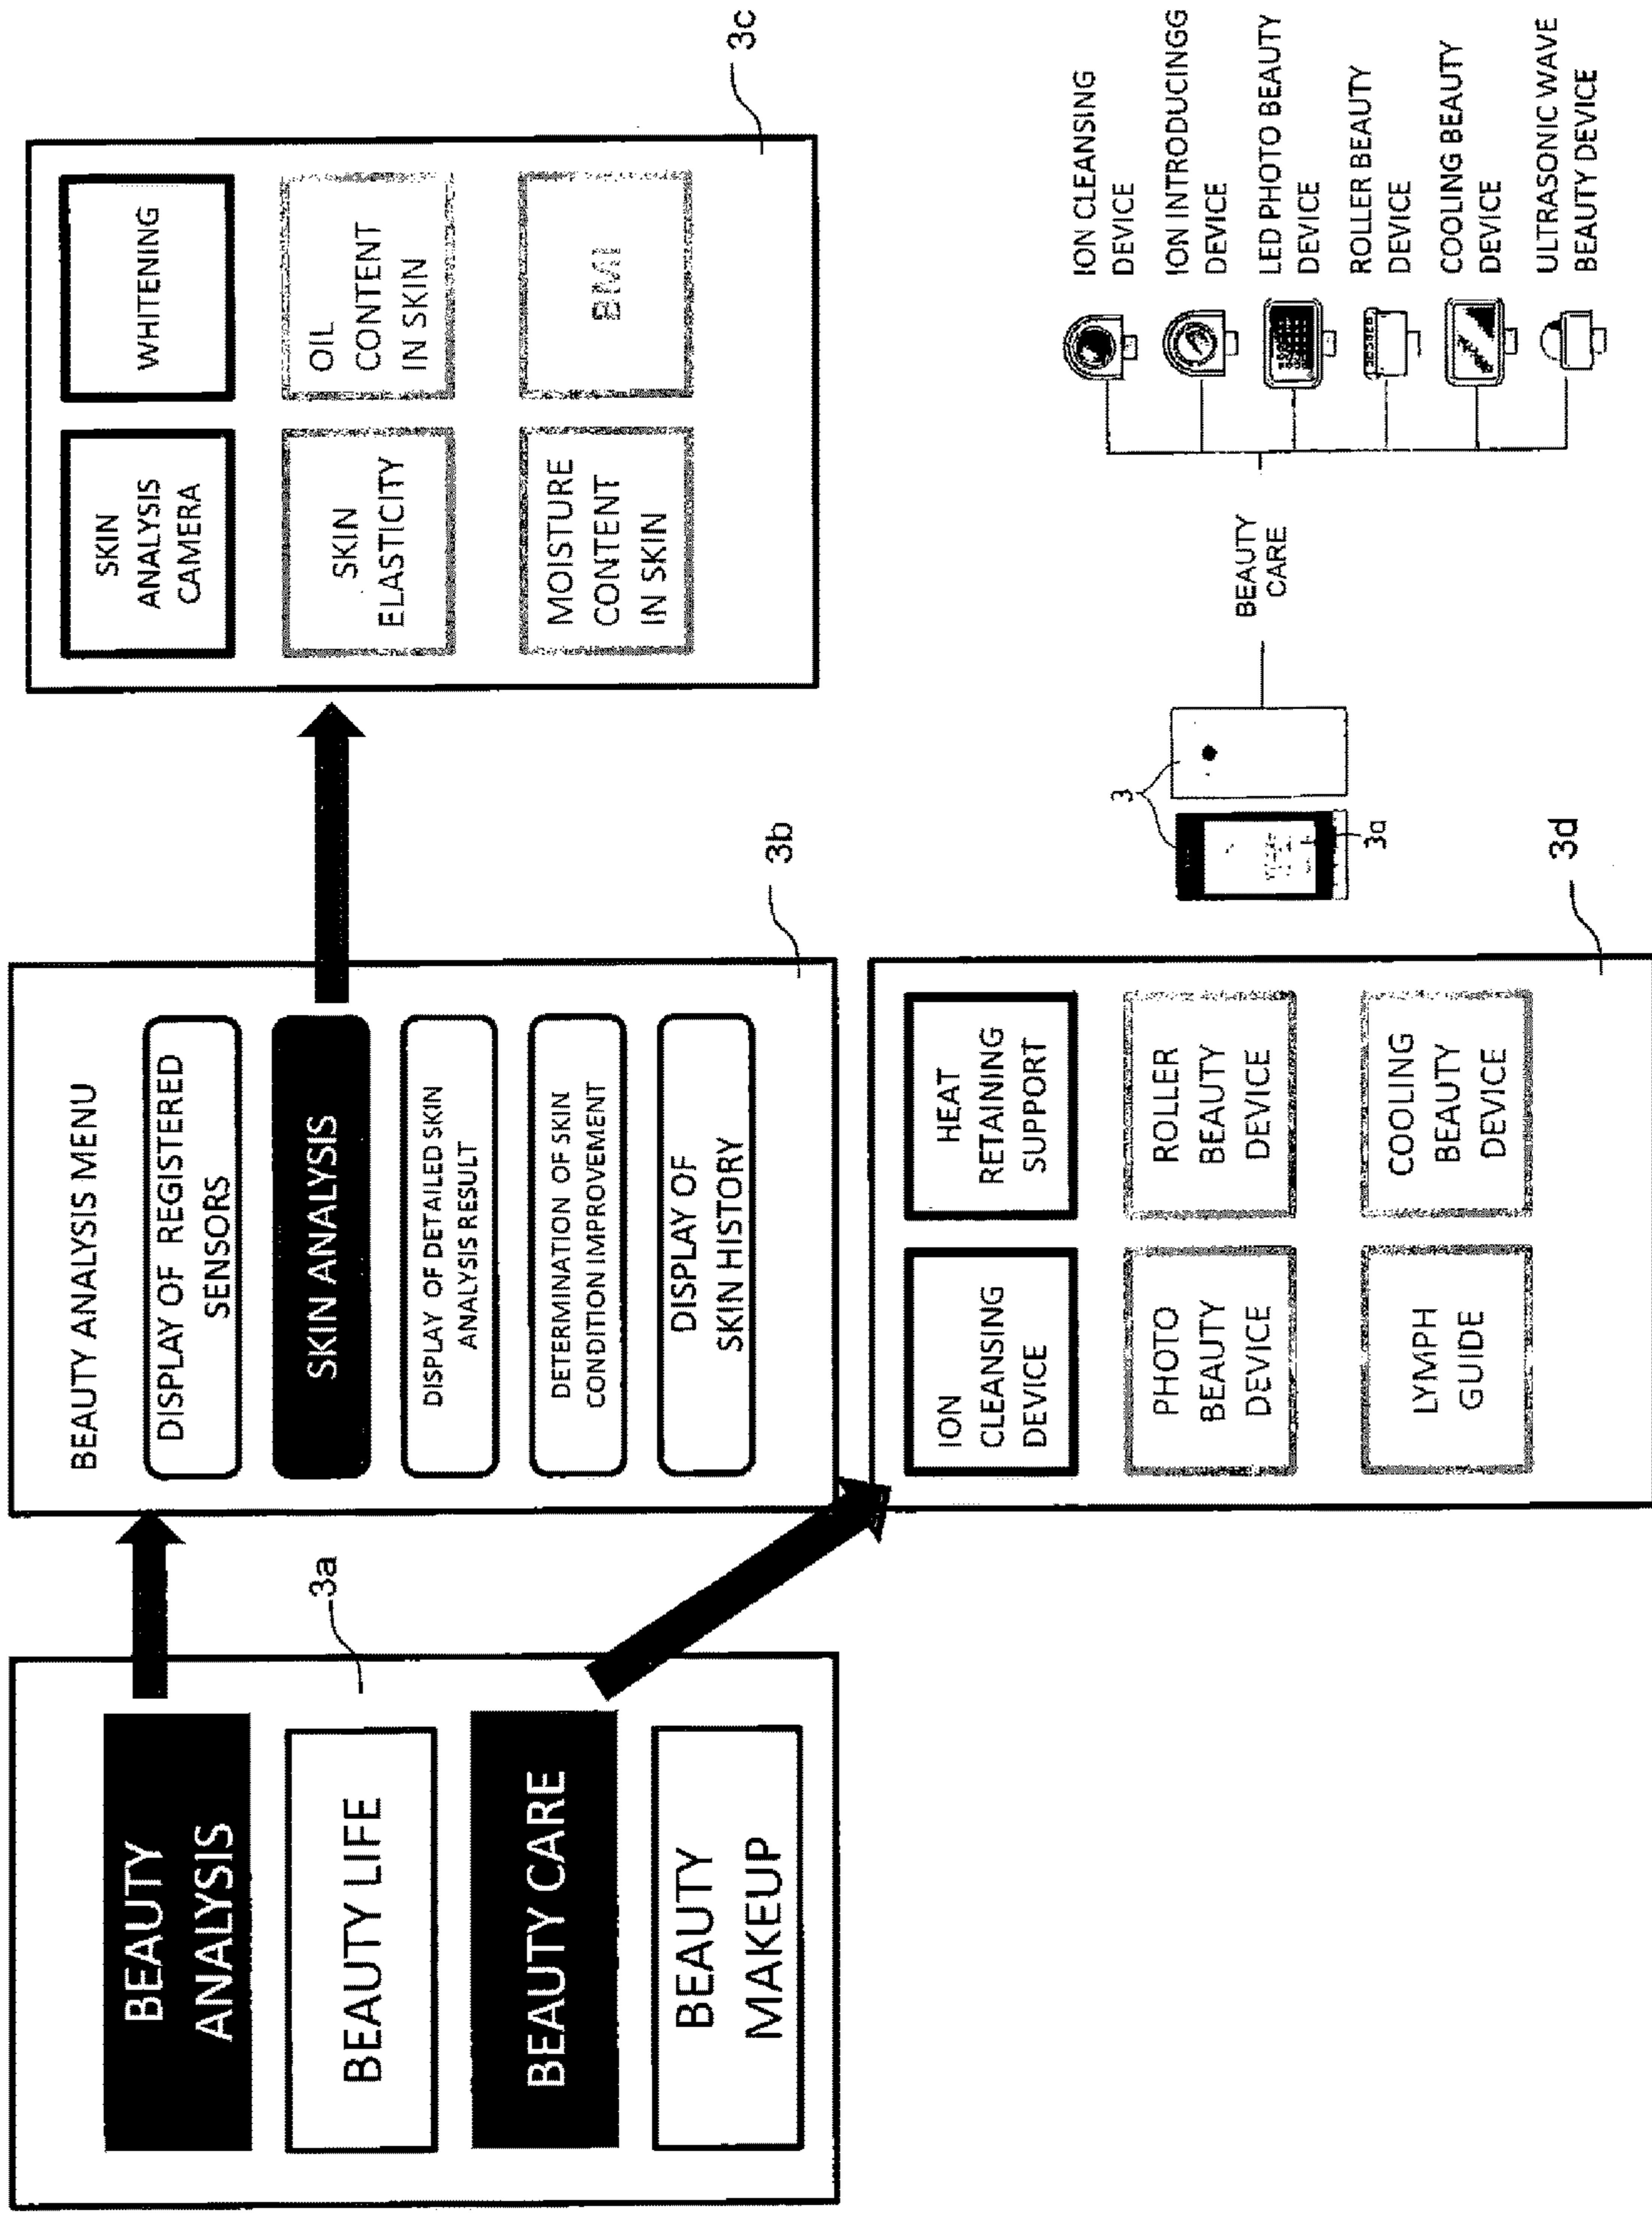 BEAUTY
ANALYSIS
BEAUTY LIFE
BEAUTY CARE
BEAUTY
MAKEUP
3a
BEAUTY ANALYSIS MENU
DISPLAY OF REGISTERED
SENSORS
SKIN ANALYSIS
DISPLAY OF DETAILED SKIN
ANALYSIS RESULT
DETERMINATION OF SKIN
CONDITION IMPROVEMENT
DISPLAY OF
SKIN HISTORY
3b
SKIN
ANALYSIS
CAMERA
WHITENING
SKIN
ELASTICITY
OIL
CONTENT
IN SKIN
MOISTURE
CONTENT
IN SKIN
BMI
3c
ION
CLEANSING
DEVICE
HEAT
RETAINING
SUPPORT
PHOTO
BEAUTY
DEVICE
ROLLER
BEAUTY
DEVICE
LYMPH
GUIDE
COOLING
BEAUTY
DEVICE
3d
3
3a
BEAUTY
CARE
ION CLEANSING
DEVICE
ION INTRODUCINGG
DEVICE
LED PHOTO BEAUTY
DEVICE
ROLLER BEAUTY
DEVICE
COOLING BEAUTY
DEVICE
ULTRASONIC WAVE
BEAUTY DEVICE